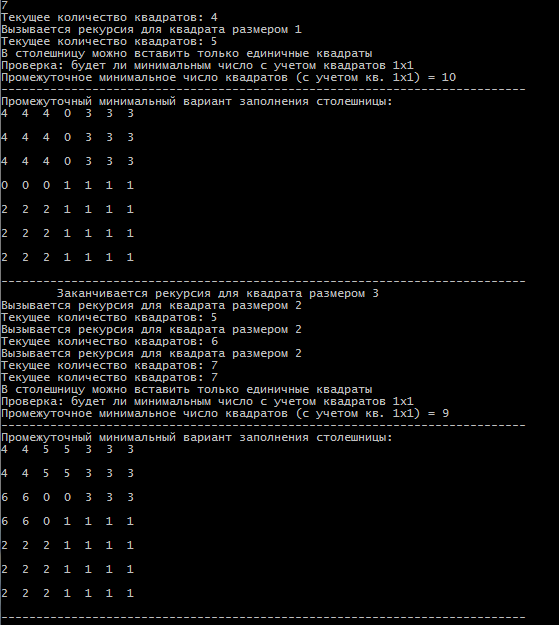 7
Текущее количество квадратов: 4
Вызывается рекурсия для квадрата размером 1
Текущее количество квадратов: 5
В столешницу можно вставить только единичные квадраты
Проверка: будет ли минимальным число с учетом квадратов 1x1
Промежуточное минимальное число квадратов (с учетом кв. 1x1) = 10
---------------------------------------------------------------------------
Промежуточный минимальный вариант заполнения столешницы:
4 4 4 0 3 3 3
4 4 4 0 3 3 3
4 4 4 0 3 3 3
0 0 0 1 1 1 1
2 2 2 1 1 1 1
2 2 2 1 1 1 1
2 2 2 1 1 1 1
---------------------------------------------------------------------------
Заканчивается рекурсия для квадрата размером 3
Вызывается рекурсия для квадрата размером 2
Текущее количество квадратов: 5
Вызывается рекурсия для квадрата размером 2
Текущее количество квадратов: 6
Вызывается рекурсия для квадрата размером 2
Текущее количество квадратов: 7
Текущее количество квадратов: 7
В столешницу можно вставить только единичные квадраты
Проверка: будет ли минимальным число с учетом квадратов 1x1
Промежуточное минимальное число квадратов (с учетом кв. 1x1) = 9
---------------------------------------------------------------------------
Промежуточный минимальный вариант заполнения столешницы:
4 4 5 5 3 3 3
4 4 5 5 3 3 3
6 6 0 0 3 3 3
6 6 0 1 1 1 1
2 2 2 1 1 1 1
2 2 2 1 1 1 1
2 2 2 1 1 1 1
---------------------------------------------------------------------------